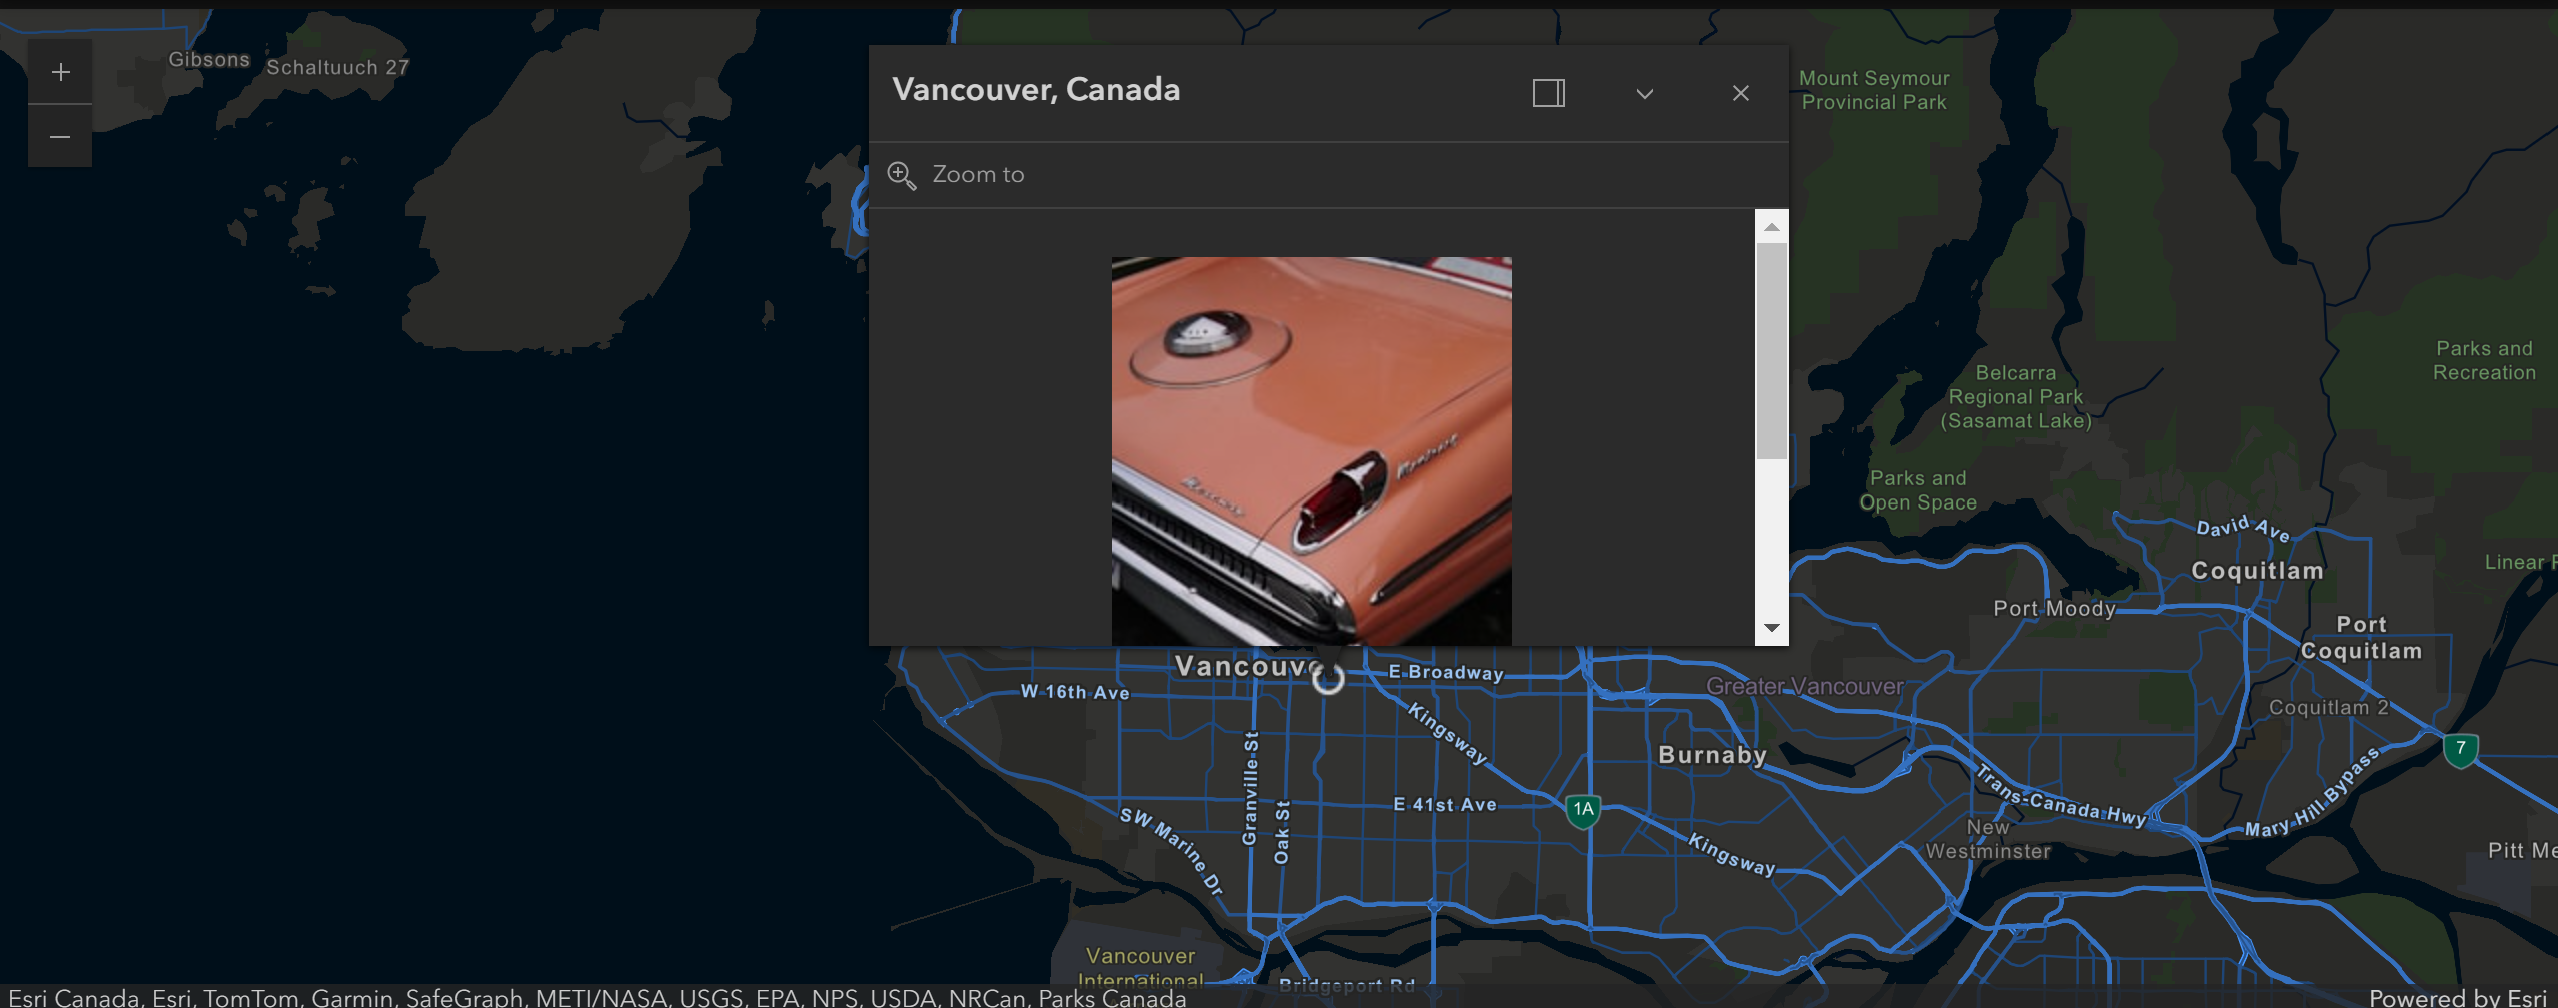 Gibsons
Schaltuuch 27
Vancouver, Canada
Zoom to
Mount Seymour
Provincial Park
Parks and
Recreation
Belcarra
Regional Park
(Sasamat Lake)
Parks and
Open Space
David Ave
Linear
Coquitlam
Port Moody
Port
Coquitlam
Mercury
Vancouve
E Broadway
W 16th Ave
Greater Vancouver
Coquitlam 2
Kingsway
Burnaby
7
Granville St
Oak St
E 41st Ave
1A
Trans-Canada Hwy
Mary Hill Bypass
SW Marine Dr
Kingsway
New
Westminster
Pitt Me
Vancouver
International
Bridgeport Rd
Esri Canada, Esri, TomTom, Garmin, SafeGraph, METI/NASA, USGS, EPA, NPS, USDA, NRCan, Parks Canada
Powered by Esri